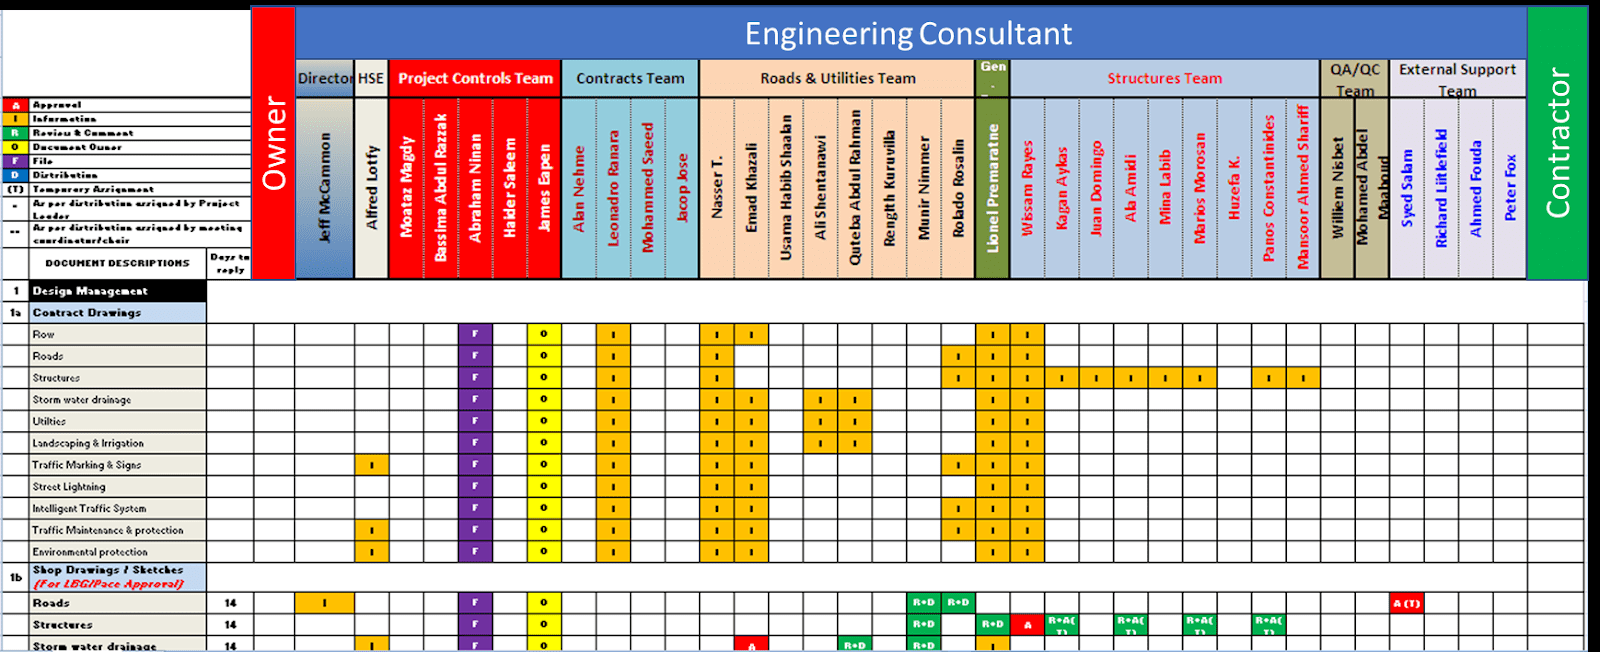 Engineering Consultant
Owner
Contractor
Director
HSE
Project Controls Team
Contracts Team
Roads & Utilities Team
Gen
Structures Team
QA/QC
Team
External Support
Team
A Approval
I Information
R Review & Comment
O Document Owner
F File
D Distribution
(T) Temporary Assignment
- As per distribution assigned by Project
Leader
-- As per distribution assigned by meeting
coordinator/chair
DOCUMENT DESCRIPTIONS
Days to
reply
Jeff McCammon
Alfred Lotfy
Moataz Magdy
Bassima Abdul Razzak
Abraham Ninan
Haider Saleem
James Eapen
Alan Nehme
Leonadro Ranara
Mohammed Saeed
Jacop Jose
Nasser T.
Emad Khazali
Usama Habib Shaalan
Ali Shentanawi
Quteba Abdul Rahman
Rengith Kuruvilla
Munir Nimmer
Rolado Rosalin
Lionel Premaratne
Wissam Rayes
Kagan Aykas
Juan Domingo
Ala Amidi
Mina Labib
Marios Morosan
Huzefa K.
Panos Constantinides
Mansoor Ahmed Shariff
Williem Nisbet
Mohamed Abdel
Maaboud
Syed Salam
Richard Liitlefield
Ahmed Fouda
Peter Fox
1 Design Management
1a Contract Drawings
Row F O I I I I I
Roads F O I I I I I
Structures F O I I I I I I I I I I I I
Storm water drainage F O I I I I I I I
Utilties F O I I I I I I I
Landscaping & Irrigation F O I I I I I I I
Traffic Marking & Signs I F O I I I I I I
Street Lightning F O I I I I I
Intelligent Traffic System F O I I I I I I
Traffic Maintenance & protection I F O I I I I I I
Environmental protection I F O I I I I I
1b Shop Drawings / Sketches
(For LBG/Pace Approval)
Roads 14 I F O R+D R+D A (T)
Structures 14 F O R+D R+D A R+A( T) R+A( T) R+A( T) R+A( T)
Storm water drainage 14 I F O A R+D R+D I